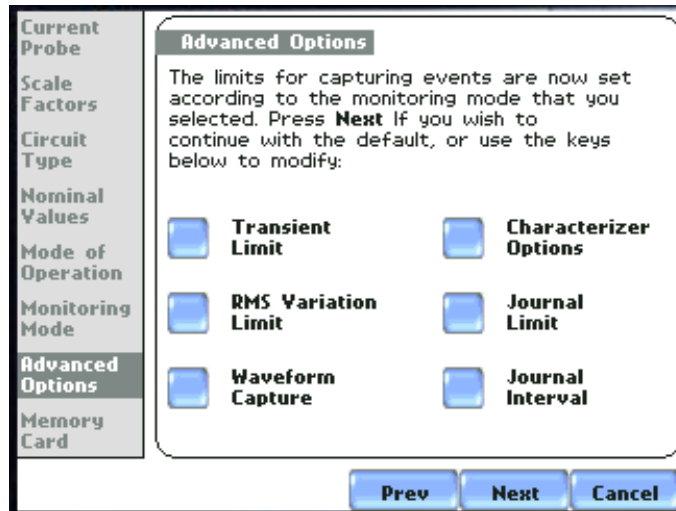 Current
Probe
Scale
Factors
Circuit
Type
Nominal
Values
Mode of
Operation
Monitoring
Mode
Advanced
Options
Memory
Card
Advanced Options
The limits for capturing events are now set
according to the monitoring mode that you
selected. Press Next If you wish to
continue with the default, or use the keys
below to modify:
Transient
Limit
Characterizer
Options
RMS Variation
Limit
Journal
Limit
Waveform
Capture
Journal
Interval
Prev
Next
Cancel